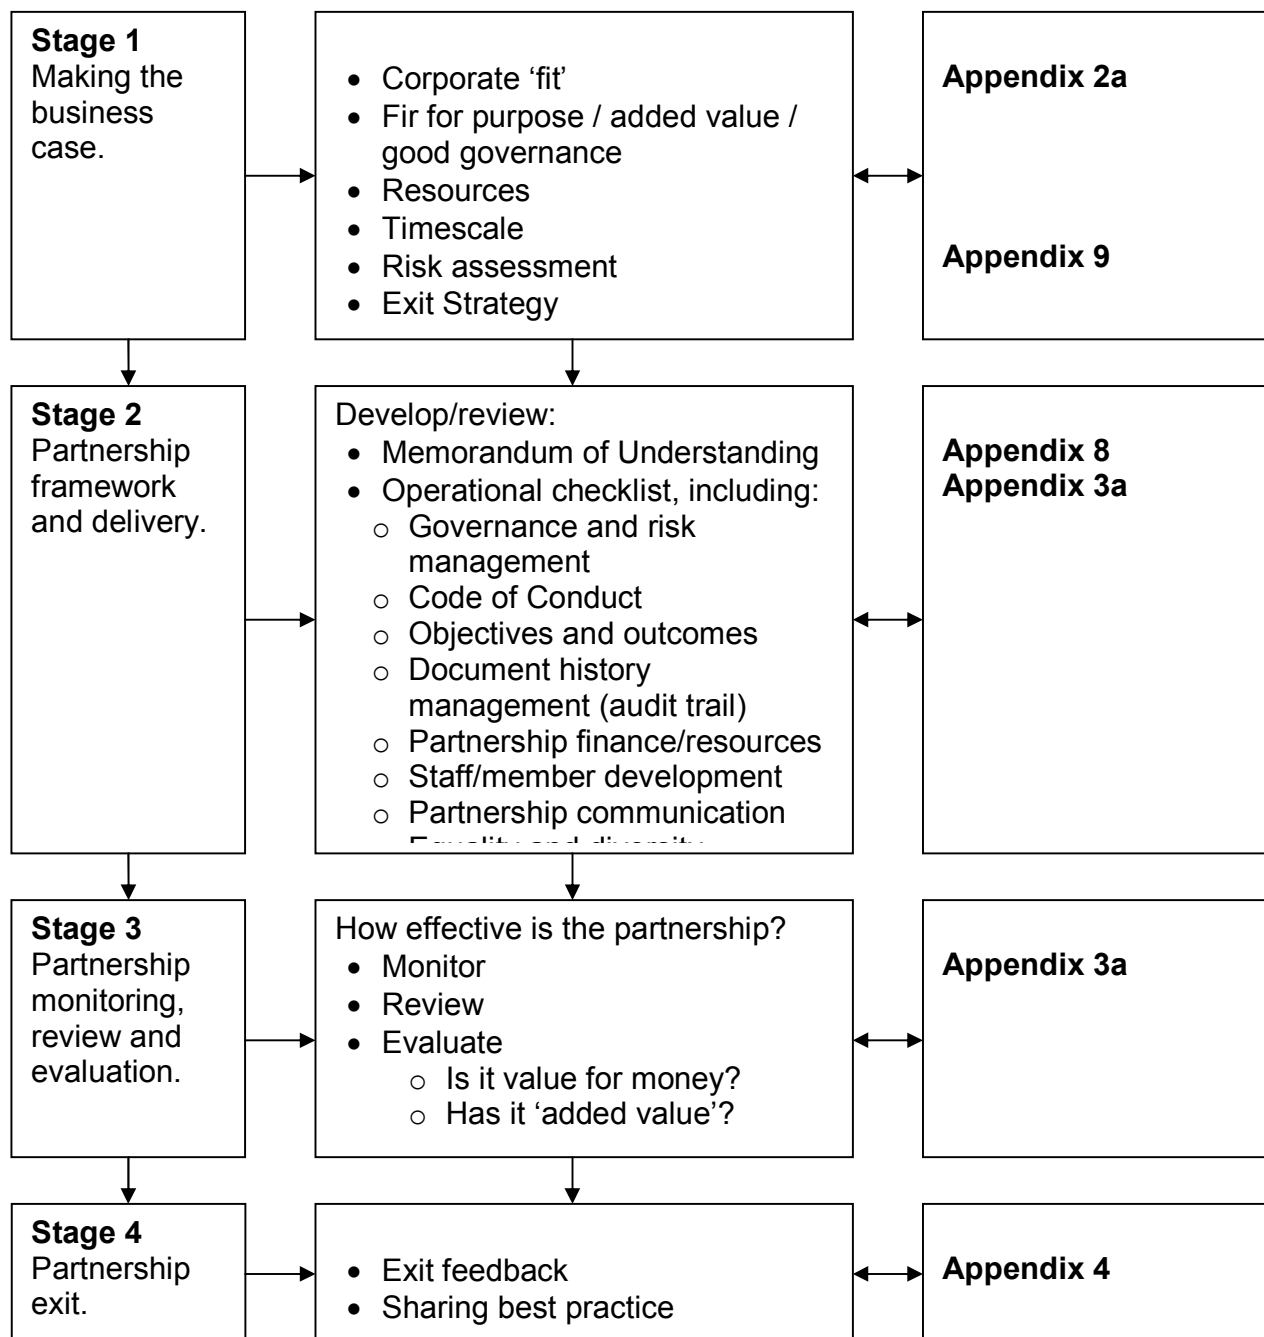 Stage 1
Making the
business
case.
• Corporate ‘fit’
• Fir for purpose / added value /
good governance
• Resources
• Timescale
• Risk assessment
• Exit Strategy
Appendix 2a
Appendix 9
Stage 2
Partnership
framework
and delivery.
Develop/review:
• Memorandum of Understanding
• Operational checklist, including:
o Governance and risk
management
o Code of Conduct
o Objectives and outcomes
o Document history
management (audit trail)
o Partnership finance/resources
o Staff/member development
o Partnership communication
Equality and diversity
Appendix 8
Appendix 3a
Stage 3
Partnership
monitoring,
review and
evaluation.
How effective is the partnership?
• Monitor
• Review
• Evaluate
o Is it value for money?
o Has it ‘added value’?
Appendix 3a
Stage 4
Partnership
exit.
• Exit feedback
• Sharing best practice
Appendix 4